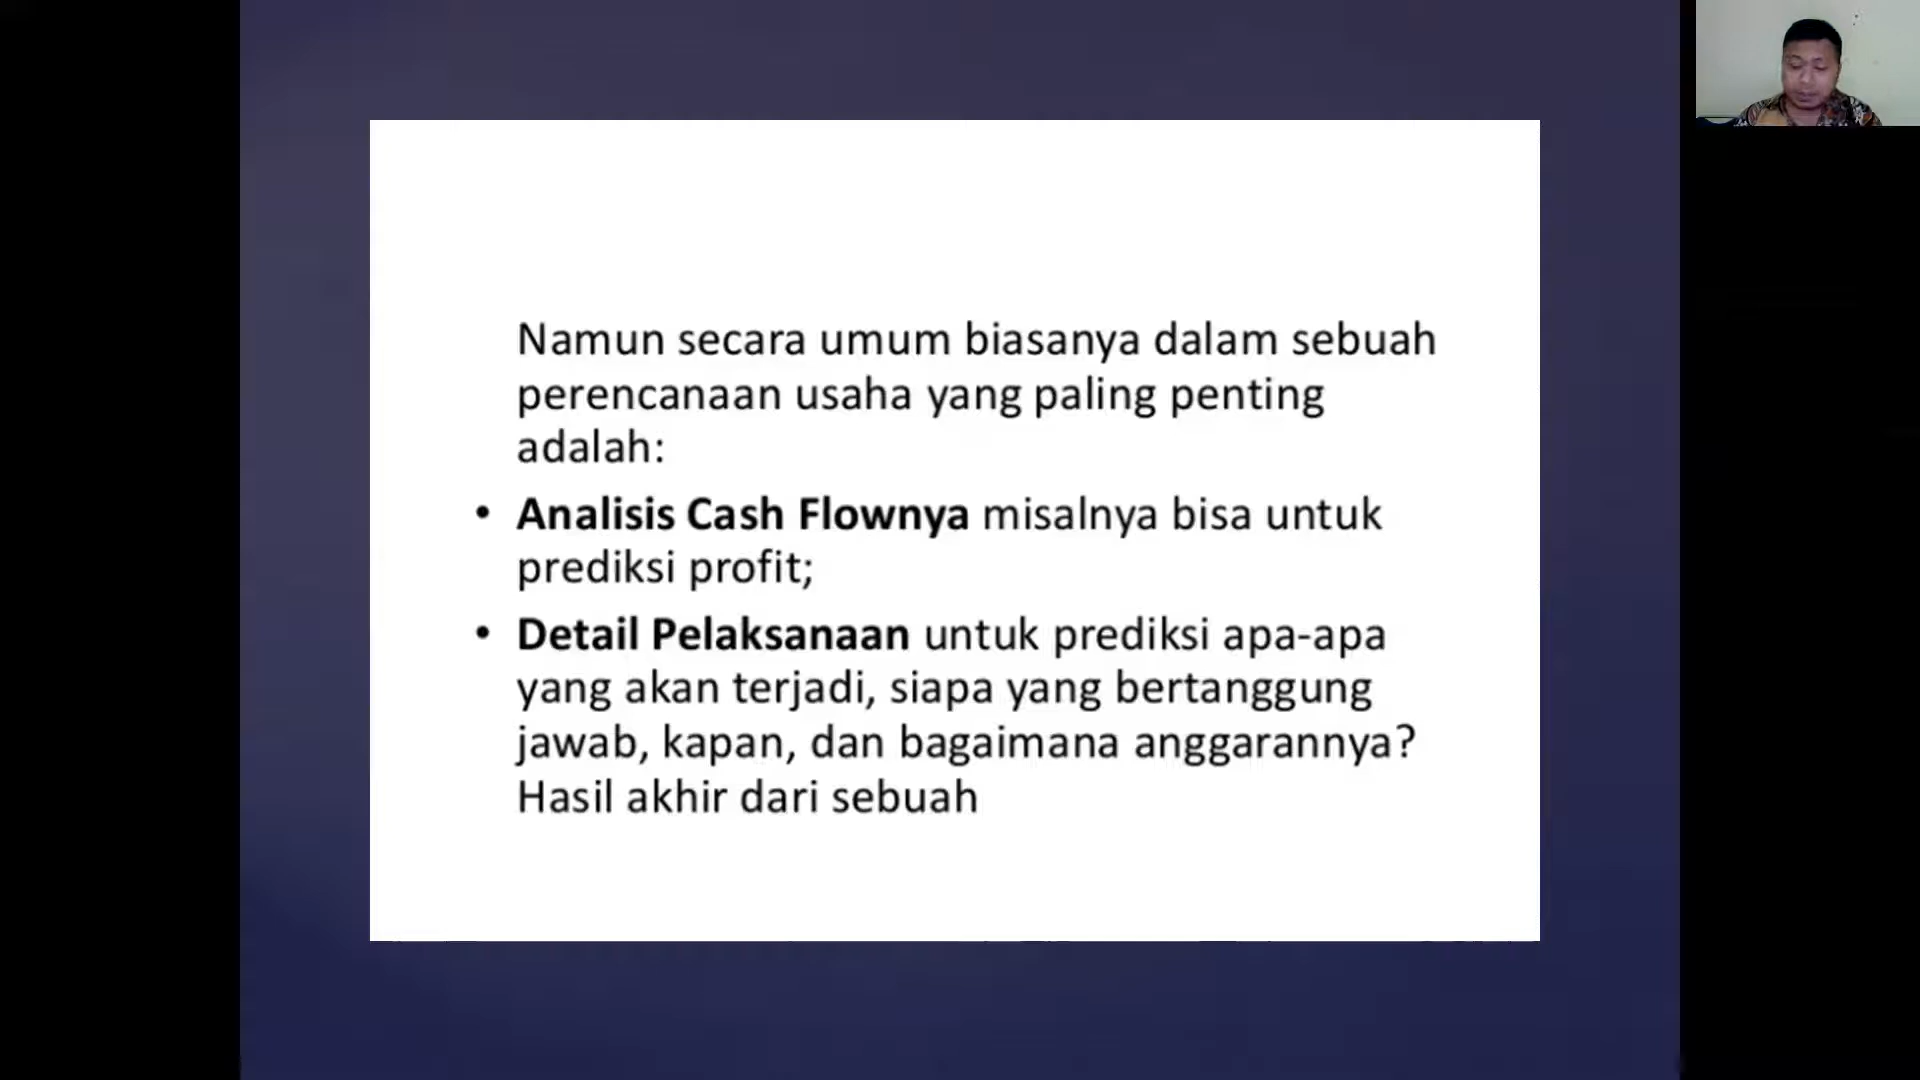 Namun secara umum biasanya dalam sebuah
perencanaan usaha yang paling penting
adalah:
• Analisis Cash Flownya misalnya bisa untuk
prediksi profit;
• Detail Pelaksanaan untuk prediksi apa-apa
yang akan terjadi, siapa yang bertanggung
jawab, kapan, dan bagaimana anggarannya?
Hasil akhir dari sebuah